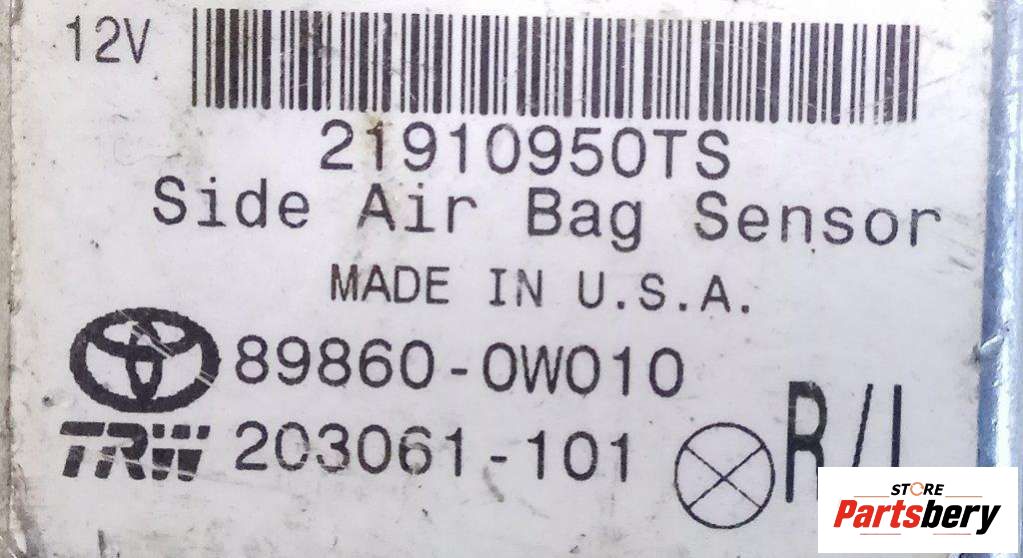 12V
21910950TS
Side Air Bag Sensor
MADE IN U.S.A.
89860-0W010
TRW 203061-101
R/L
STORE
Partsbery